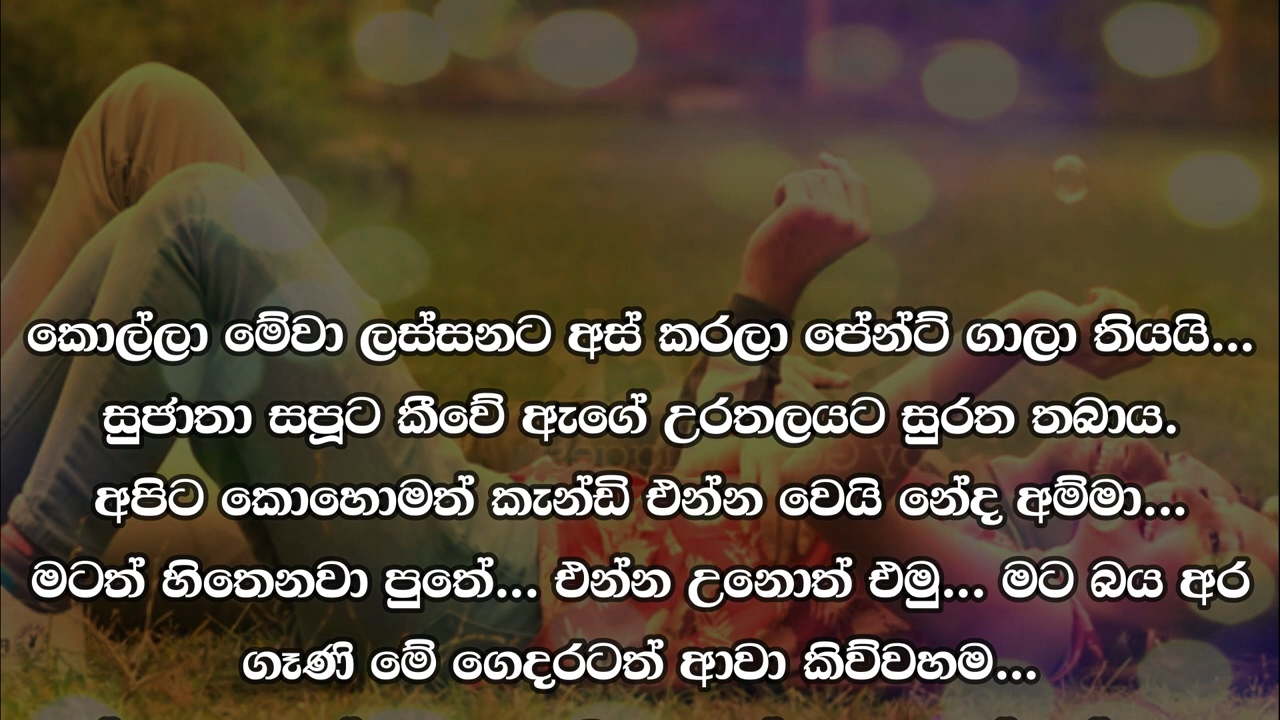 කොල්ලා මේවා ලස්සනට අස් කරලා පේන්ට් ගාලා තියයි...
සුජාතා සපූට කීවේ ඇගේ උරතලයට සුරත තබාය.
අපිට කොහොමත් කැන්ඩි එන්න වෙයි නේද අම්මා...
මටත් හිතෙනවා පුතේ... එන්න උනොත් එමු... මට බය අර
ගෑණි මේ ගෙදරටත් ආවා කිව්වහම...